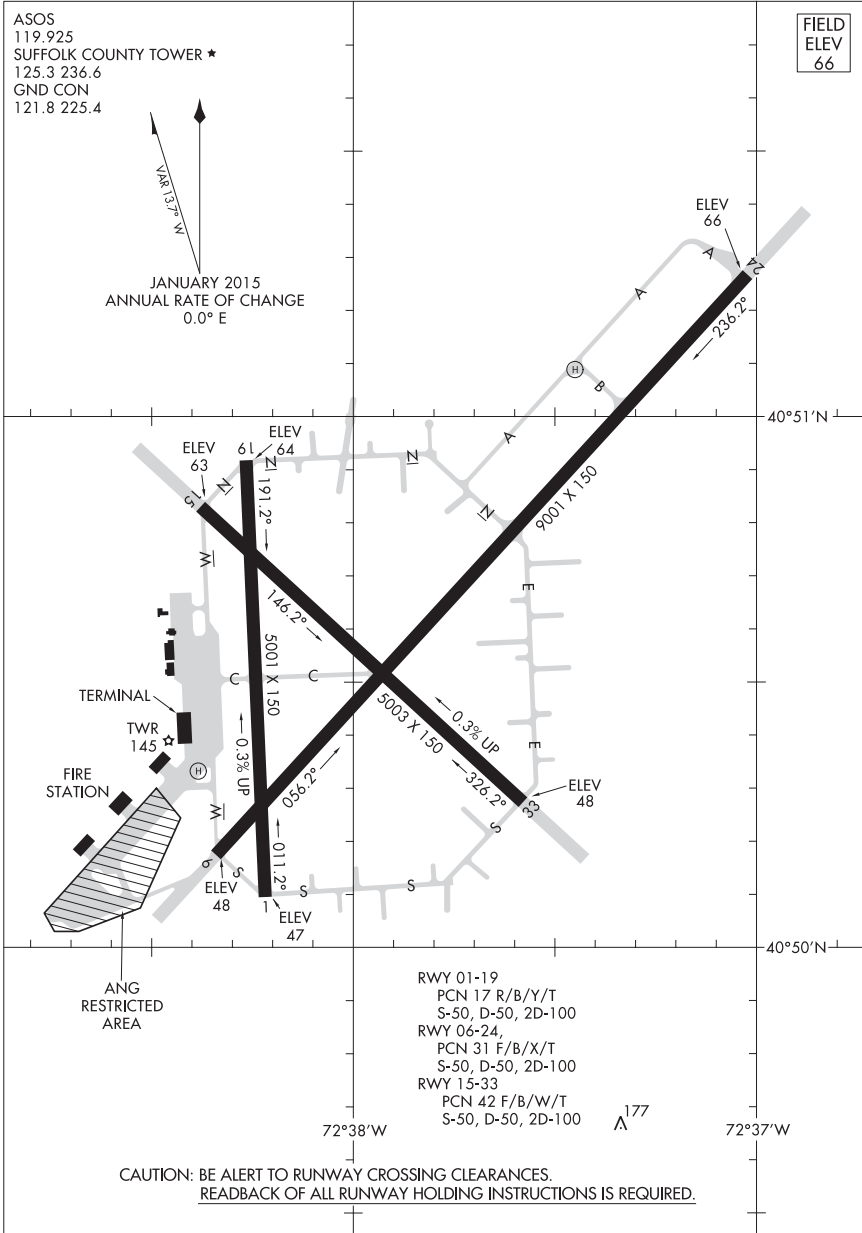 ASOS
119.925
SUFFOLK COUNTY TOWER ★
125.3 236.6
GND CON
121.8 225.4
FIELD
ELEV
66
VAR 13.7° W
JANUARY 2015
ANNUAL RATE OF CHANGE
0.0° E
ELEV
66
24
A
A
236.2°
H
B
A
40°51'N
9001 X 150
ELEV
63
19
ELEV
64
N
N
N
N
15
191.2°
W
146.2°
E
5001 X 150
C
C
5003 X 150
0.3% UP
326.2°
E
TERMINAL
TWR
145
H
0.3% UP
056.2°
FIRE
STATION
W
ELEV
48
33
S
6
S
011.2°
S
S
ELEV
48
1
ELEV
47
40°50'N
ANG
RESTRICTED
AREA
RWY 01-19
PCN 17 R/B/Y/T
S-50, D-50, 2D-100
RWY 06-24,
PCN 31 F/B/X/T
S-50, D-50, 2D-100
RWY 15-33
PCN 42 F/B/W/T
S-50, D-50, 2D-100
177
72°38'W
72°37'W
CAUTION: BE ALERT TO RUNWAY CROSSING CLEARANCES.
READBACK OF ALL RUNWAY HOLDING INSTRUCTIONS IS REQUIRED.